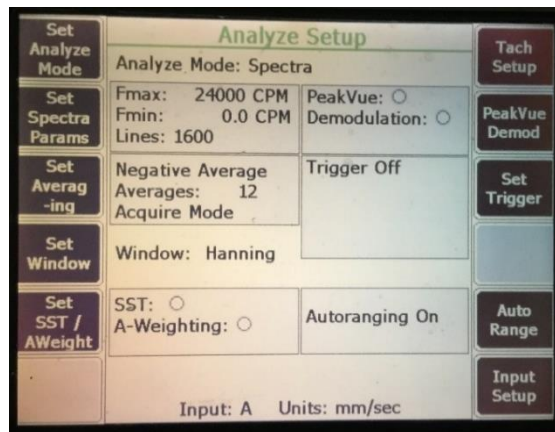 Set
Analyze
Mode
Set
Spectra
Params
Set
Averag
-ing
Set
Window
Set
SST /
AWeight
Analyze Setup
Analyze Mode: Spectra
Fmax: 24000 CPM
Fmin: 0.0 CPM
Lines: 1600
PeakVue:
Demodulation:
Negative Average
Averages: 12
Acquire Mode
Trigger Off
Window: Hanning
SST:
A-Weighting:
Autoranging On
Input: A Units: mm/sec
Tach
Setup
PeakVue
Demod
Set
Trigger
Auto
Range
Input
Setup